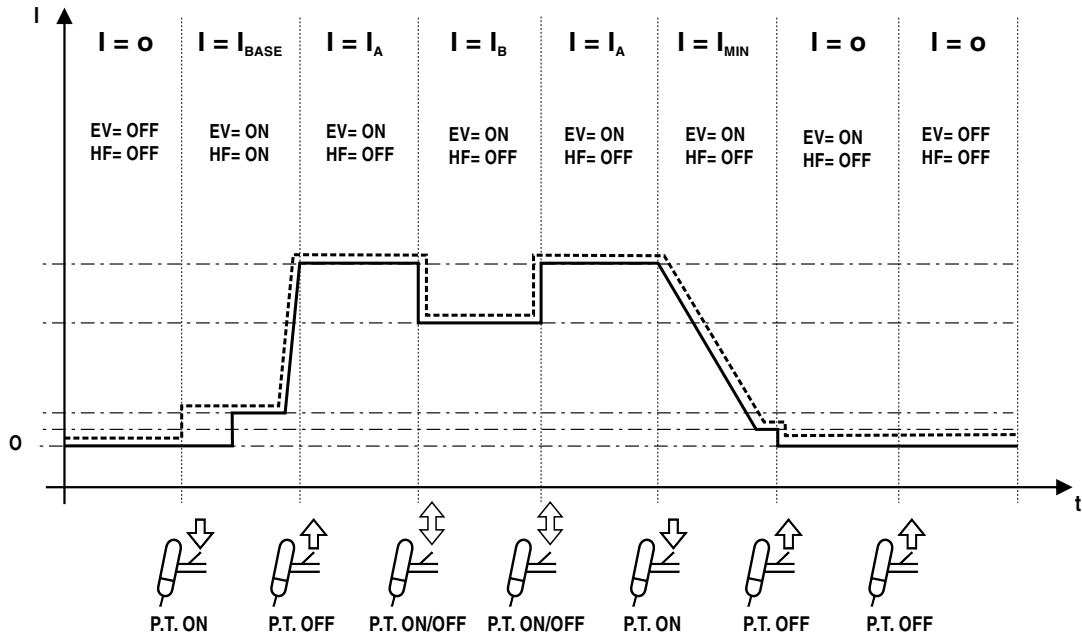 I
I = o
I = I_BASE
I = I_A
I = I_B
I = I_A
I = I_MIN
I = o
I = o
EV= OFF
HF= OFF
EV= ON
HF= ON
EV= ON
HF= OFF
EV= ON
HF= OFF
EV= ON
HF= OFF
EV= ON
HF= OFF
EV= ON
HF= OFF
EV= OFF
HF= OFF
O
t
P.T. ON
P.T. OFF
P.T. ON/OFF
P.T. ON/OFF
P.T. ON
P.T. OFF
P.T. OFF